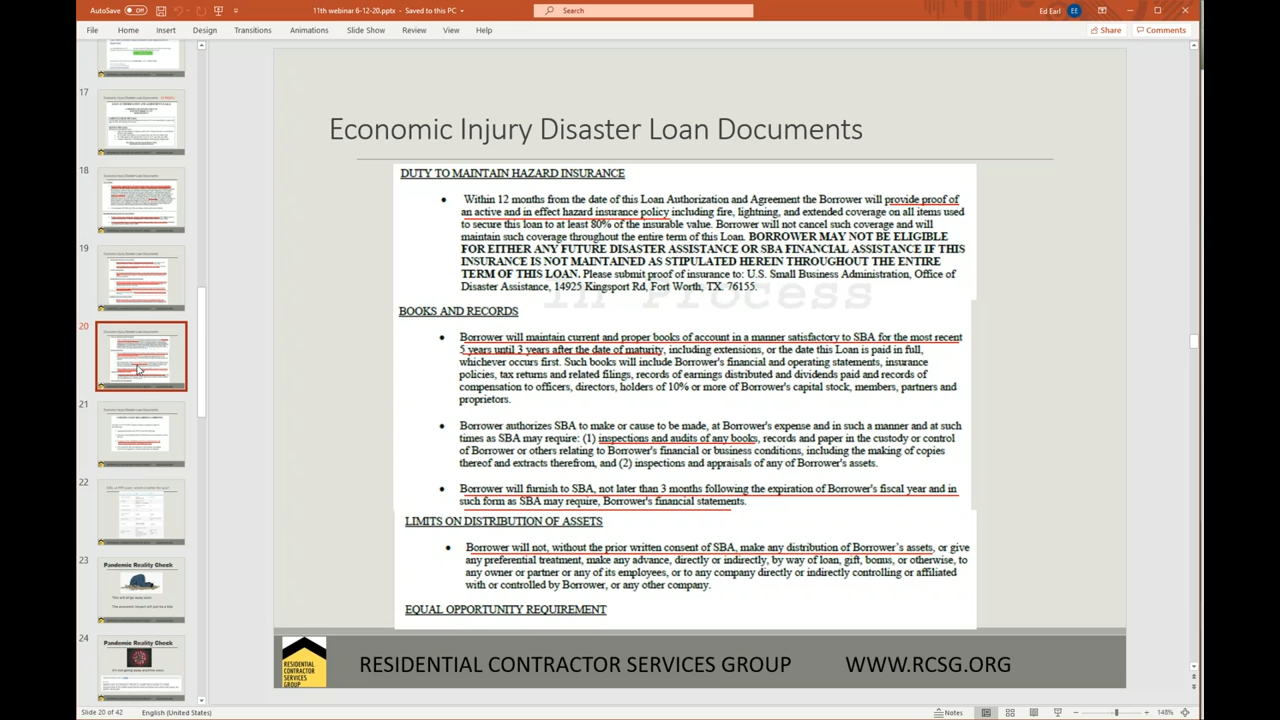 AutoSave Off 11th webinar 6-12-20.pptx - Saved to this PC Search Ed Earl EE
File Home Insert Design Transitions Animations Slide Show Review View Help Share Comments
17
18
19
20
21
22
23
Pandemic Reality Check
This will all go away soon.
The economic impact will just be a blip
24
Pandemic Reality Check
Economic Injury Disaster Loan Documents
DUTY TO MAINTAIN HAZARD INSURANCE
• Within 12 months from the date of this Loan Authorization and Agreement the Borrower will provide proof of
an active and in effect hazard insurance policy including fire, lightning, and extended coverage on all items used
to secure this loan to at least 80% of the insurable value. Borrower will not cancel such coverage and will
maintain such coverage throughout the entire term of this Loan. BORROWER MAY NOT BE ELIGIBLE
FOR EITHER ANY FUTURE DISASTER ASSISTANCE OR SBA FINANCIAL ASSISTANCE IF THIS
INSURANCE IS NOT MAINTAINED AS STIPULATED HEREIN THROUGHOUT THE ENTIRE
TERM OF THIS LOAN. Please submit proof of insurance to: U.S. Small Business Administration, Office of
Disaster Assistance, 14925 Kingsport Rd, Fort Worth, TX 76155.
BOOKS AND RECORDS
• Borrower will maintain current and proper books of account in a manner satisfactory to SBA for the most recent
5 years until 3 years after the date of maturity, including extensions, or the date this Loan is paid in full,
whichever occurs first. Such books will include Borrower's financial and operating statements, insurance
policies, tax returns and related filings, records of earnings distributed and dividends paid and records of
compensation to officers, directors, holders of 10% or more of Borrower's capital stock, members, partners and
proprietors.
• Borrower authorizes SBA to make or cause to be made, at Borrower's expense and in such a manner and at such
times as SBA may require: (1) inspections and audits of any books, records and paper in the custody or control
of Borrower or others relating to Borrower's financial or business conditions, including the making of copies
thereof and extracts therefrom, and (2) inspections and appraisals of any of Borrower's assets.
• Borrower will furnish to SBA, not later than 3 months following the expiration of Borrower's fiscal year and in
such form as SBA may require, Borrower's financial statements.
LIMITS ON DISTRIBUTION OF ASSETS
• Borrower will not, without the prior written consent of SBA, make any distribution of Borrower's assets, or give
any preferential treatment, make any advance, directly or indirectly, by way of loan, gift, bonus, or otherwise, to
any owner or partner or any of its employees, or to any company directly or indirectly controlling or affiliated
with or controlled by Borrower, or any other company.
EQUAL OPPORTUNITY REQUIREMENT
RESIDENTIAL
CONTRACTOR
SERVICES
GROUP
RESIDENTIAL CONTRACTOR SERVICES GROUP WWW.RCSG.ORG
Slide 20 of 42 English (United States) Notes 148%